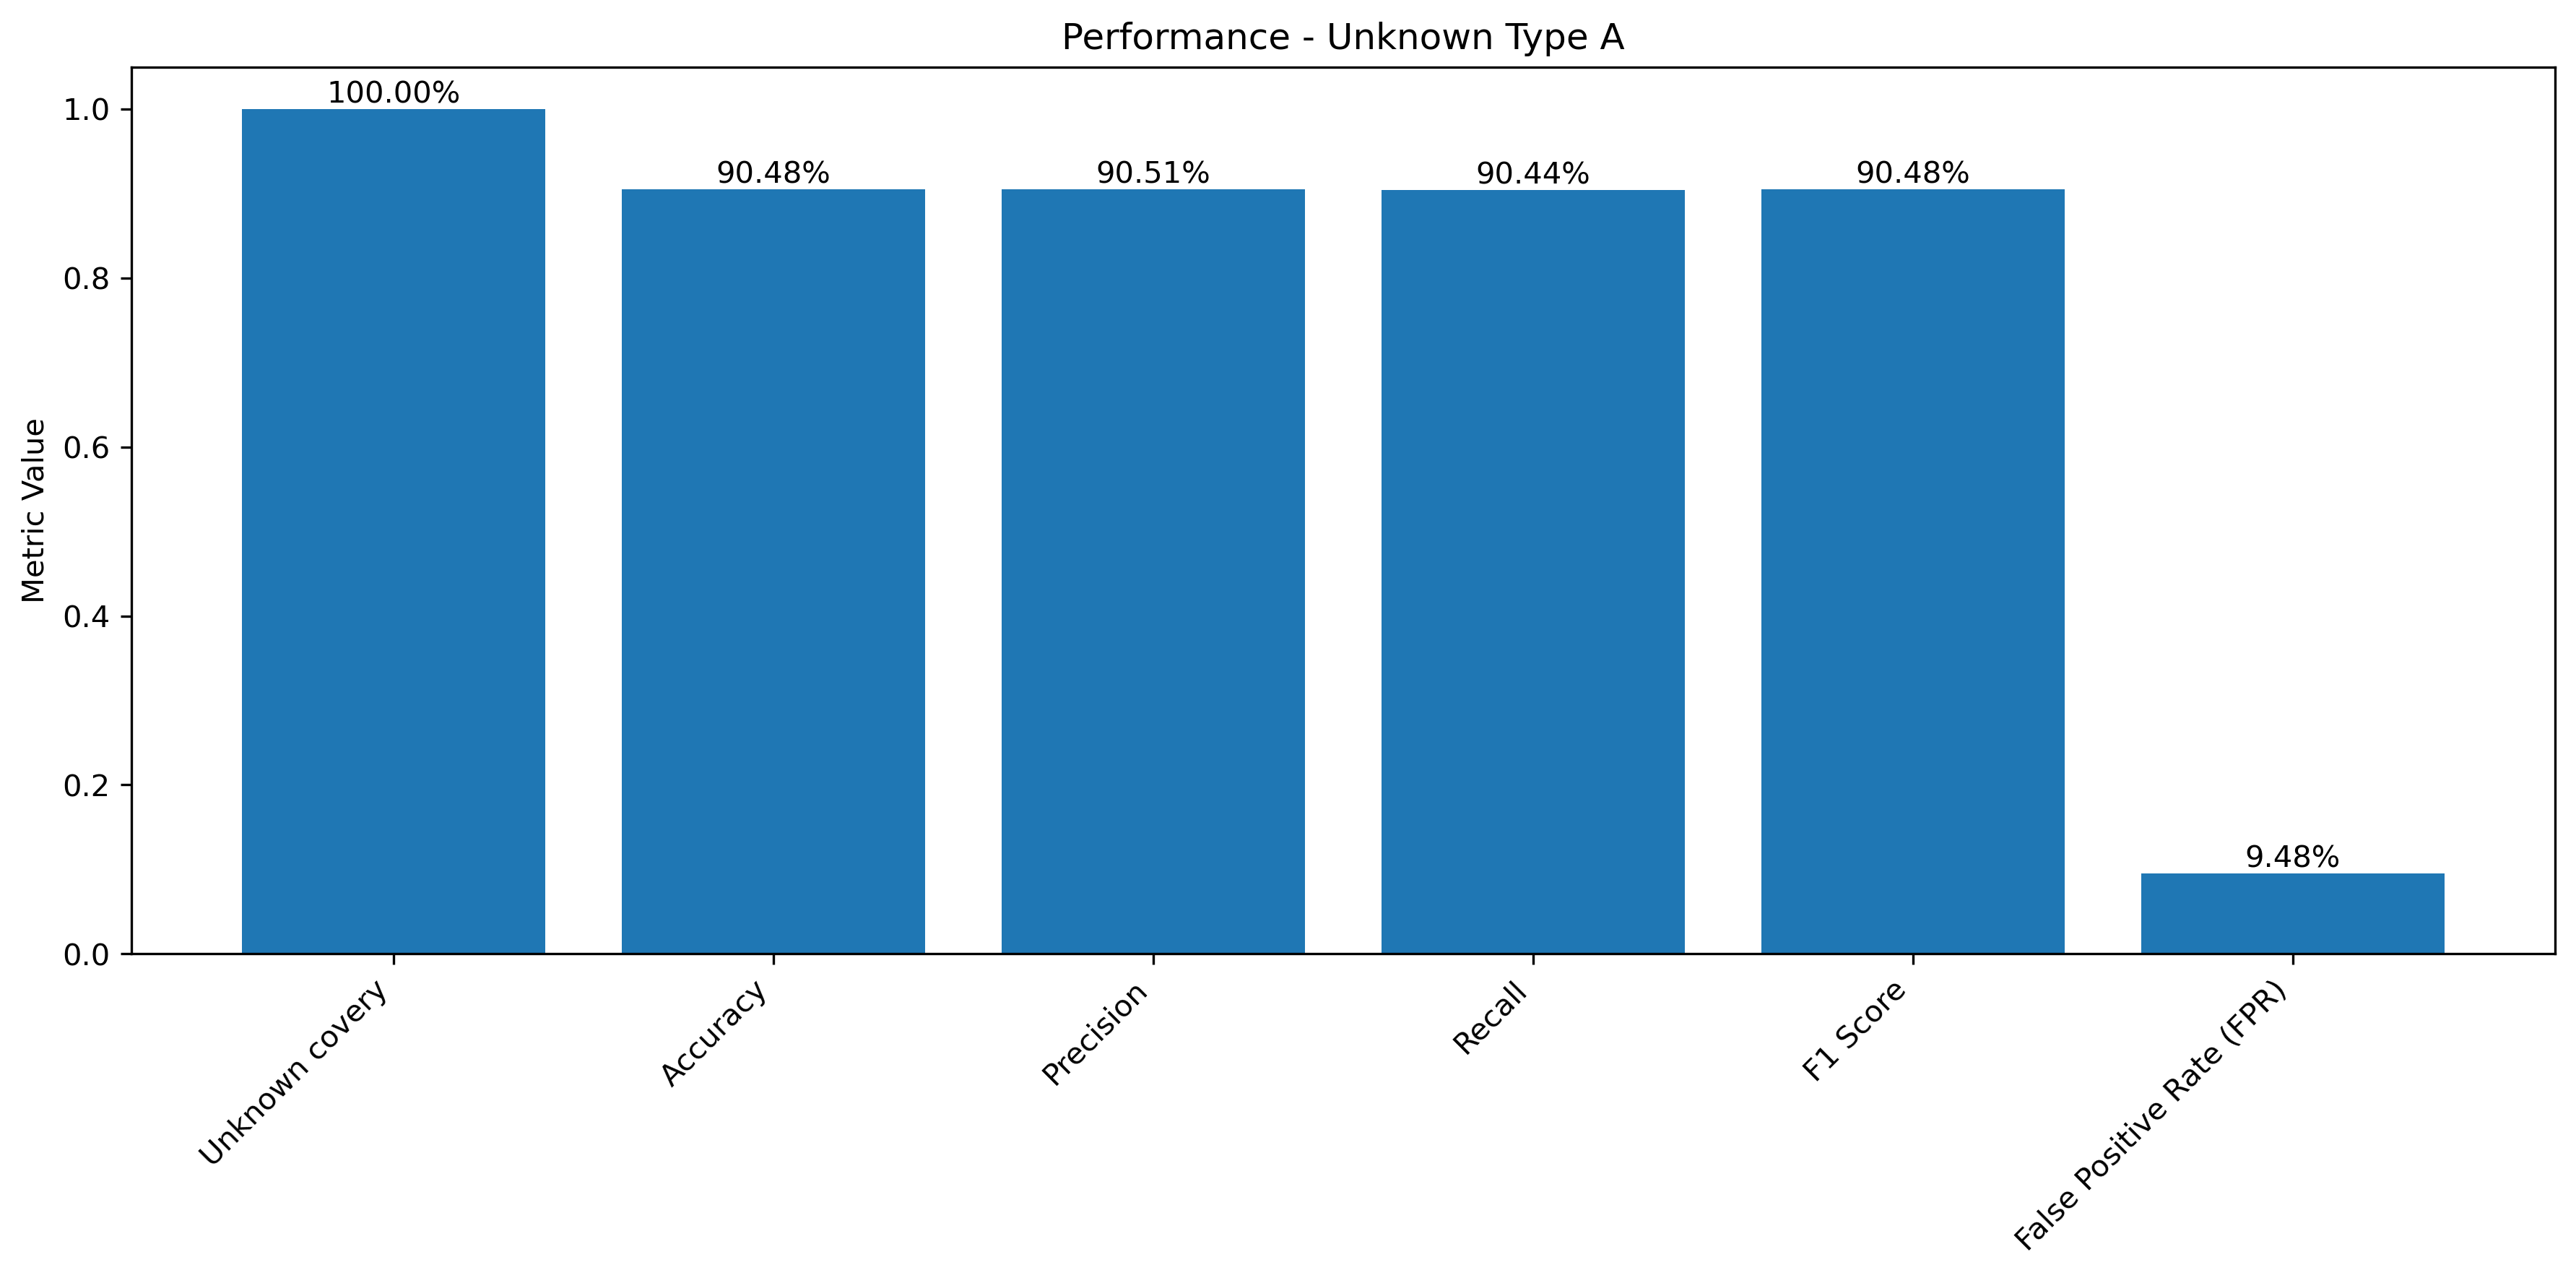 Performance - Unknown Type A
Metric Value
1.0
0.8
0.6
0.4
0.2
0.0
100.00%
90.48%
90.51%
90.44%
90.48%
9.48%
Unknown covery
Accuracy
Precision
Recall
F1 Score
False Positive Rate (FPR)